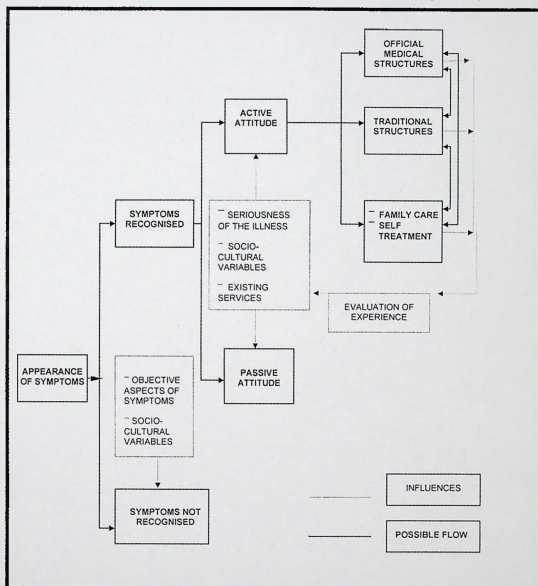 OFFICIAL
MEDICAL
STRUCTURES
ACTIVE
ATTITUDE
TRADITIONAL
STRUCTURES
SYMPTOMS
RECOGNISED
– SERIOUSNESS
OF THE ILLNESS
– SOCIO-
CULTURAL
VARIABLES
– EXISTING
SERVICES
– FAMILY CARE
– SELF
TREATMENT
EVALUATION OF
EXPERIENCE
APPEARANCE
OF SYMPTOMS
– OBJECTIVE
ASPECTS OF
SYMPTOMS
– SOCIO-
CULTURAL
VARIABLES
PASSIVE
ATTITUDE
SYMPTOMS NOT
RECOGNISED
INFLUENCES
POSSIBLE FLOW